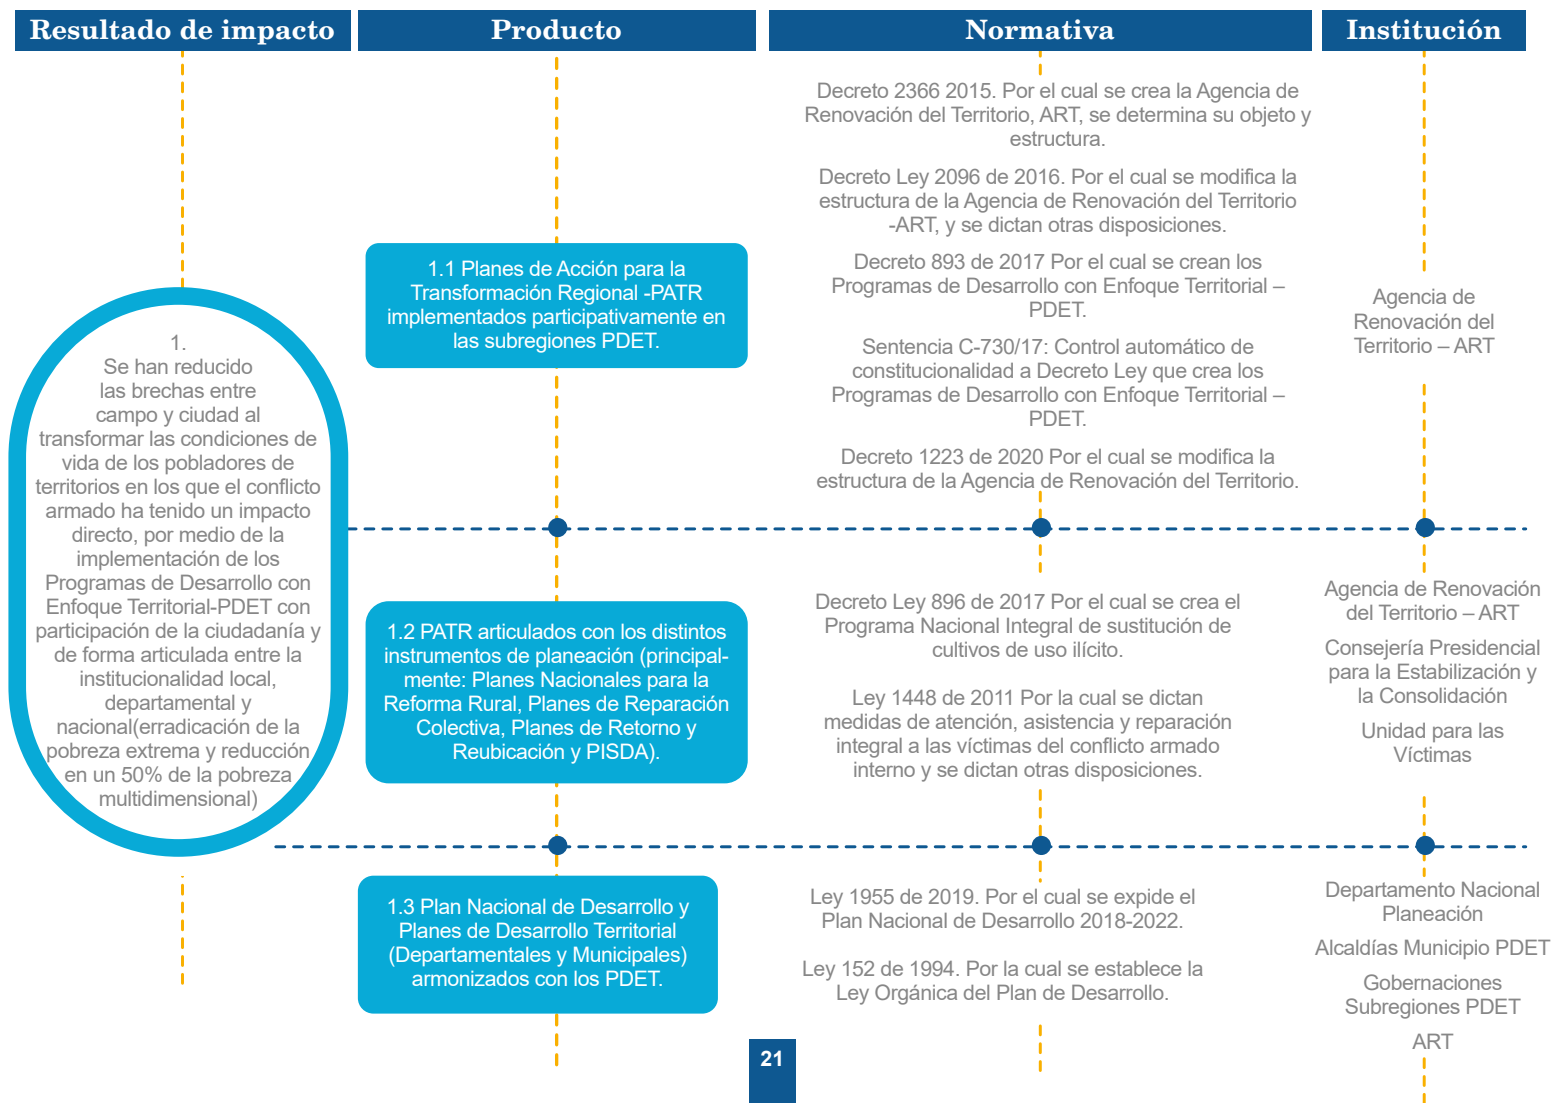 Resultado de impacto
Producto
Normativa
Institución
1.
Se han reducido
las brechas entre
campo y ciudad al
transformar las condiciones de
vida de los pobladores de
territorios en los que el conflicto
armado ha tenido un impacto
directo, por medio de la
implementación de los
Programas de Desarrollo con
Enfoque Territorial-PDET con
participación de la ciudadanía y
de forma articulada entre la
institucionalidad local,
departamental y
nacional(erradicación de la
pobreza extrema y reducción
en un 50% de la pobreza
multidimensional)
1.1 Planes de Acción para la
Transformación Regional -PATR
implementados participativamente en
las subregiones PDET.
Decreto 2366 2015. Por el cual se crea la Agencia de
Renovación del Territorio, ART, se determina su objeto y
estructura.
Decreto Ley 2096 de 2016. Por el cual se modifica la
estructura de la Agencia de Renovación del Territorio
-ART, y se dictan otras disposiciones.
Decreto 893 de 2017 Por el cual se crean los
Programas de Desarrollo con Enfoque Territorial –
PDET.
Sentencia C-730/17: Control automático de
constitucionalidad a Decreto Ley que crea los
Programas de Desarrollo con Enfoque Territorial –
PDET.
Decreto 1223 de 2020 Por el cual se modifica la
estructura de la Agencia de Renovación del Territorio.
Agencia de
Renovación del
Territorio – ART
1.2 PATR articulados con los distintos
instrumentos de planeación (principal-
mente: Planes Nacionales para la
Reforma Rural, Planes de Reparación
Colectiva, Planes de Retorno y
Reubicación y PISDA).
Decreto Ley 896 de 2017 Por el cual se crea el
Programa Nacional Integral de sustitución de
cultivos de uso ilícito.
Ley 1448 de 2011 Por la cual se dictan
medidas de atención, asistencia y reparación
integral a las víctimas del conflicto armado
interno y se dictan otras disposiciones.
Agencia de Renovación
del Territorio – ART
Consejería Presidencial
para la Estabilización y
la Consolidación
Unidad para las
Víctimas
1.3 Plan Nacional de Desarrollo y
Planes de Desarrollo Territorial
(Departamentales y Municipales)
armonizados con los PDET.
Ley 1955 de 2019. Por el cual se expide el
Plan Nacional de Desarrollo 2018-2022.
Ley 152 de 1994. Por la cual se establece la
Ley Orgánica del Plan de Desarrollo.
Departamento Nacional
Planeación
Alcaldías Municipio PDET
Gobernaciones
Subregiones PDET
ART
21